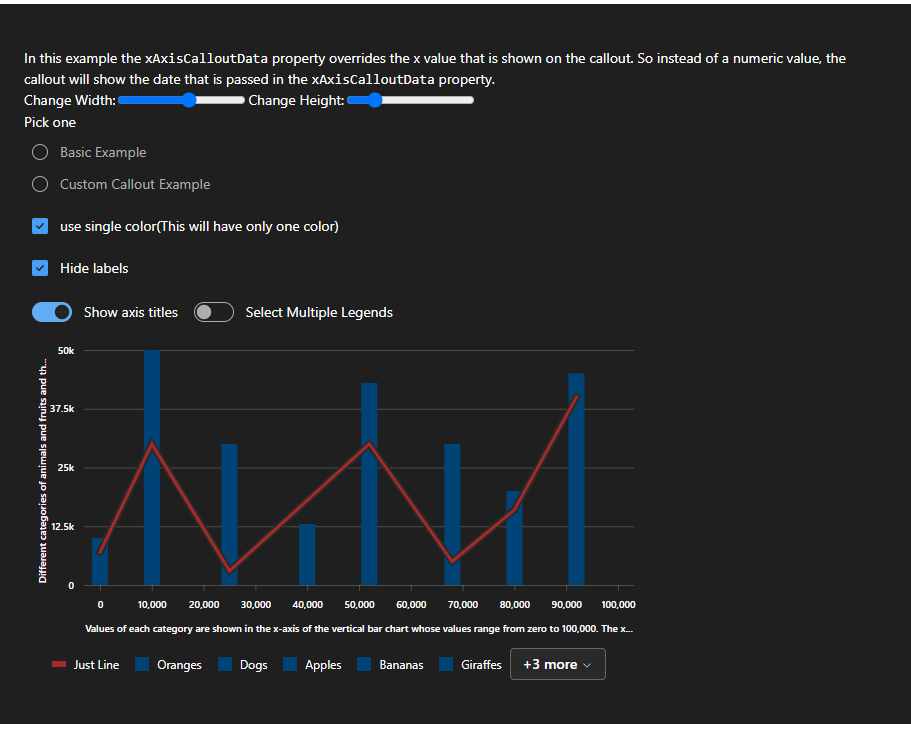 In this example the xAxisCalloutData property overrides the x value that is shown on the callout. So instead of a numeric value, the
callout will show the date that is passed in the xAxisCalloutData property.
Change Width: Change Height:
Pick one
Basic Example
Custom Callout Example
use single color(This will have only one color)
Hide labels
Show axis titles Select Multiple Legends
Different categories of animals and fruits and th...
50k
37.5k
25k
12.5k
0
0 10,000 20,000 30,000 40,000 50,000 60,000 70,000 80,000 90,000 100,000
Values of each category are shown in the x-axis of the vertical bar chart whose values range from zero to 100,000. The x...
Just Line Oranges Dogs Apples Bananas Giraffes +3 more